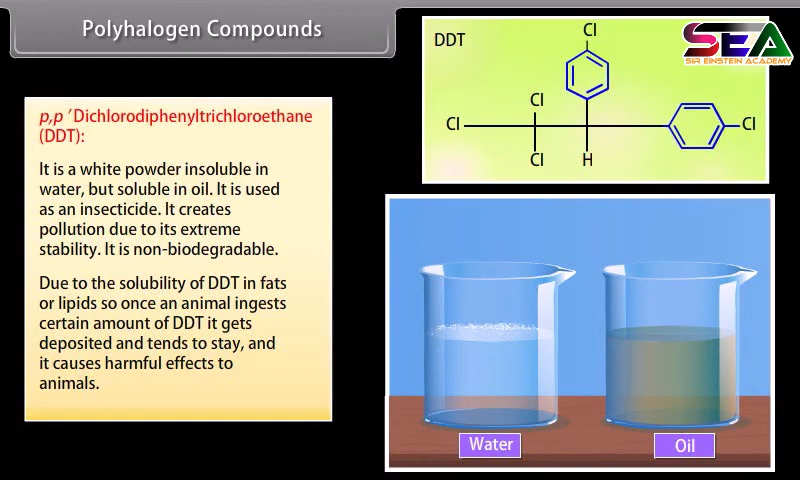 Polyhalogen Compounds
SEA
SIR EINSTEIN ACADEMY
DDT
Cl
Cl
Cl
Cl
Cl
H
p,p ′Dichlorodiphenyltrichloroethane
(DDT):
It is a white powder insoluble in
water, but soluble in oil. It is used
as an insecticide. It creates
pollution due to its extreme
stability. It is non-biodegradable.
Due to the solubility of DDT in fats
or lipids so once an animal ingests
certain amount of DDT it gets
deposited and tends to stay, and
it causes harmful effects to
animals.
Water
Oil